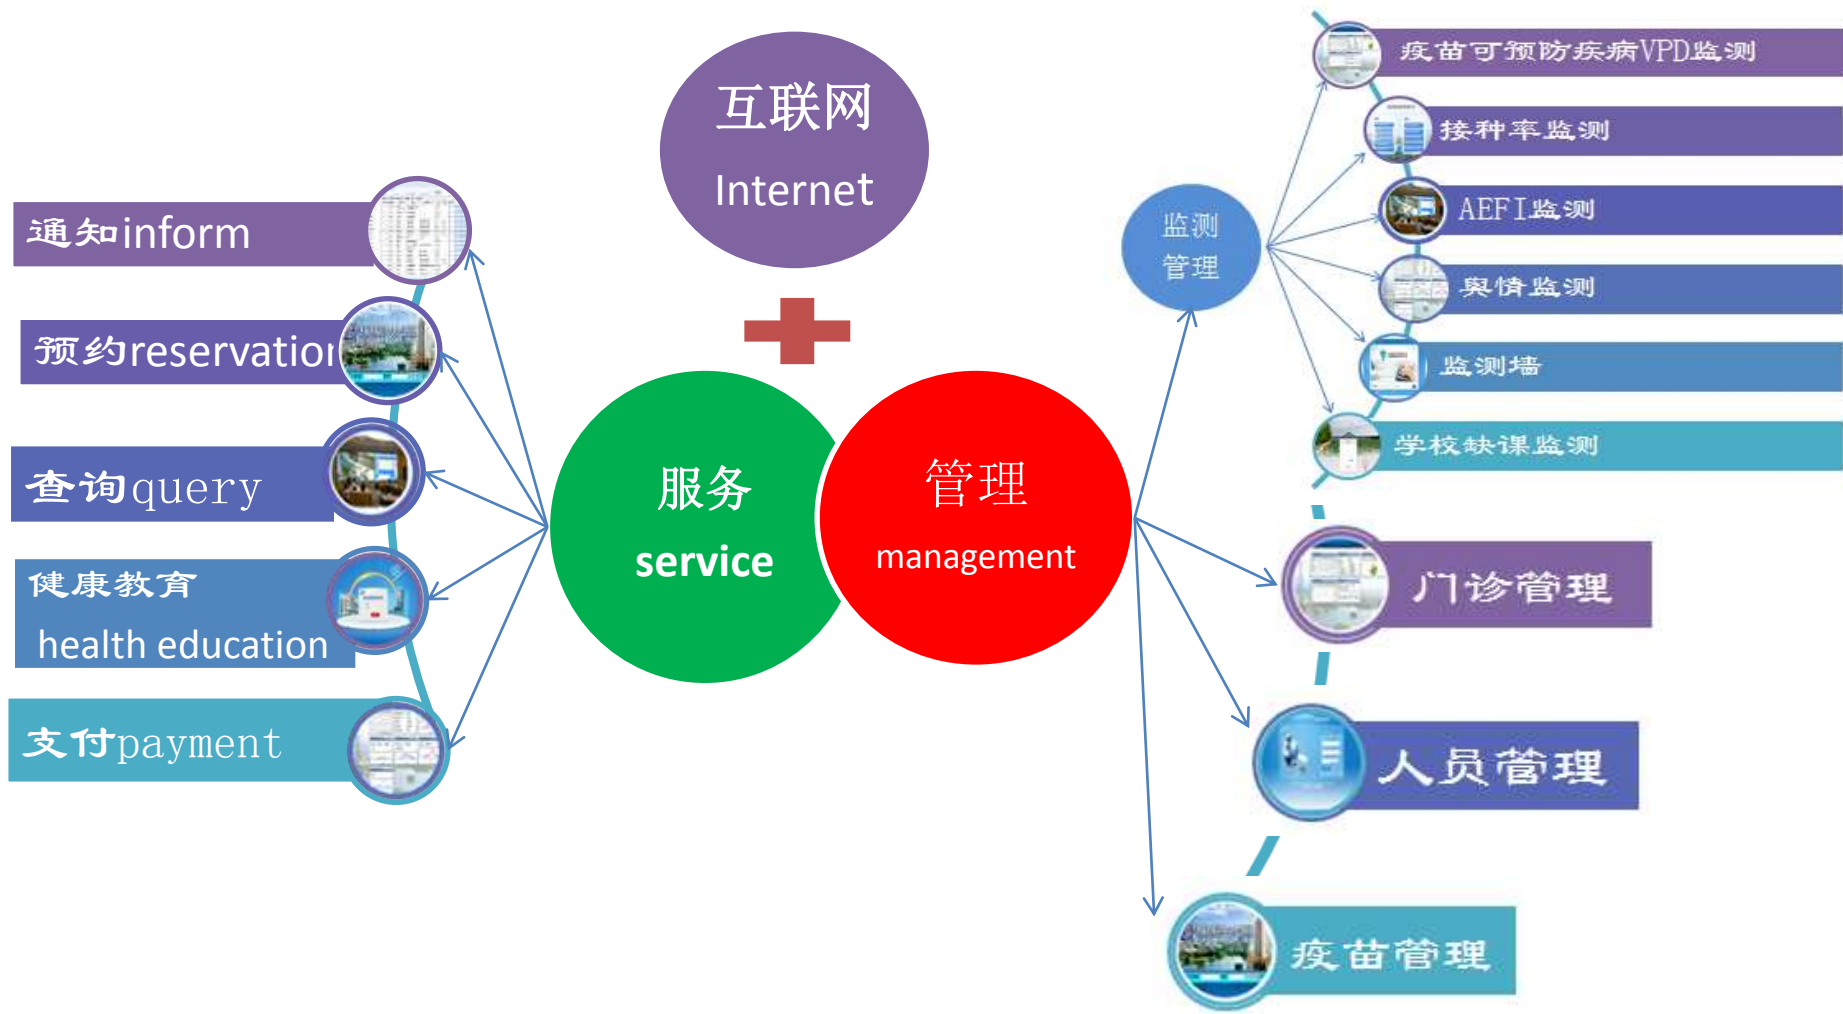 互联网
Internet
通知inform
预约reservation
查询query
健康教育
health education
支付payment
服务
service
管理
management
监测
管理
疫苗可预防疾病VPD监测
接种率监测
AEFI监测
舆情监测
监测墙
学校缺课监测
门诊管理
人员管理
疫苗管理